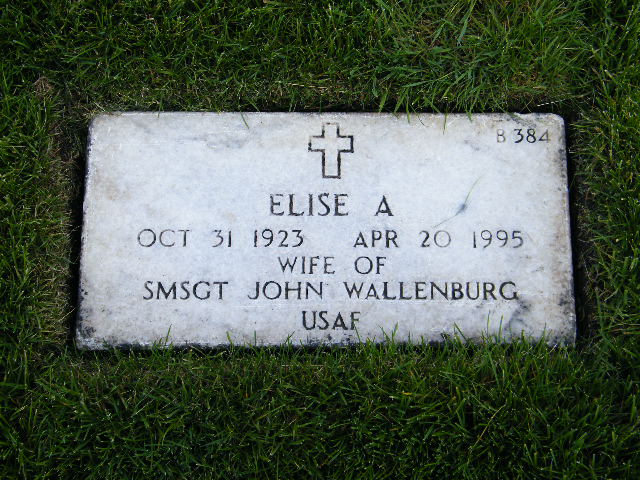 B 384
ELISE A
OCT 31 1923 APR 20 1995
WIFE OF
SMSGT JOHN WALLENBURG
USAF